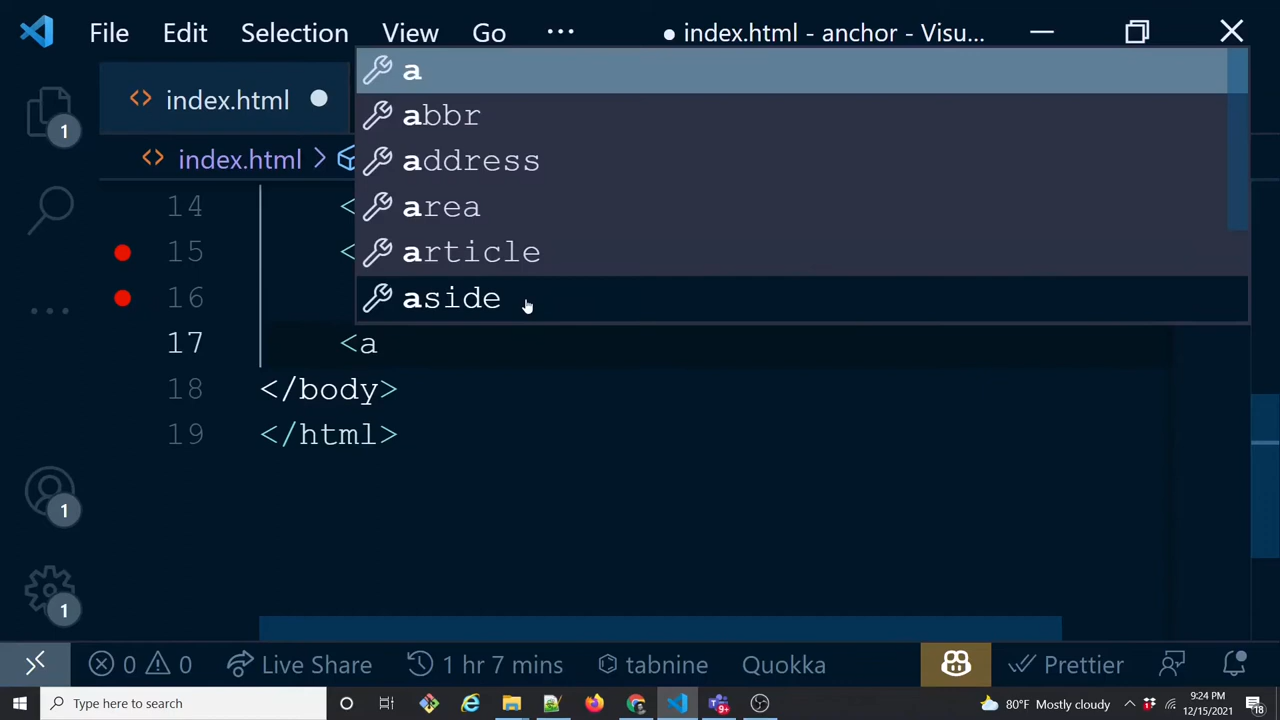 File Edit Selection View Go ··· ● index.html - anchor - Visu...
index.html
index.html >
a
abbr
address
area
article
aside
14 <
15 <
16
17 <a
18 </body>
19 </html>
1
1
1
0 0 Live Share 1 hr 7 mins tabnine Quokka Prettier
Type here to search 9+ 80°F Mostly cloudy 9:24 PM
12/15/2021 18